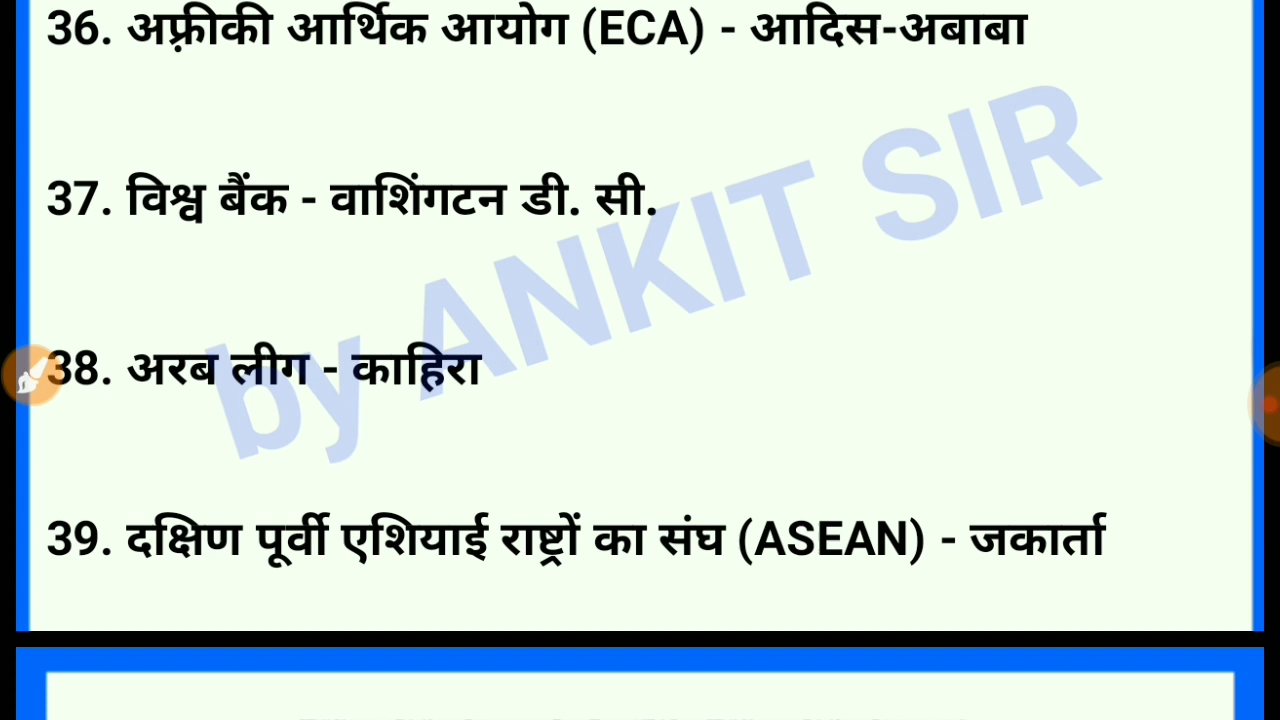 36. अफ़्रीकी आर्थिक आयोग (ECA) - आदिस-अबाबा
37. विश्व बैंक - वाशिंगटन डी. सी.
38. अरब लीग - काहिरा
39. दक्षिण पूर्वी एशियाई राष्ट्रों का संघ (ASEAN) - जकार्ता
by ANKIT SIR